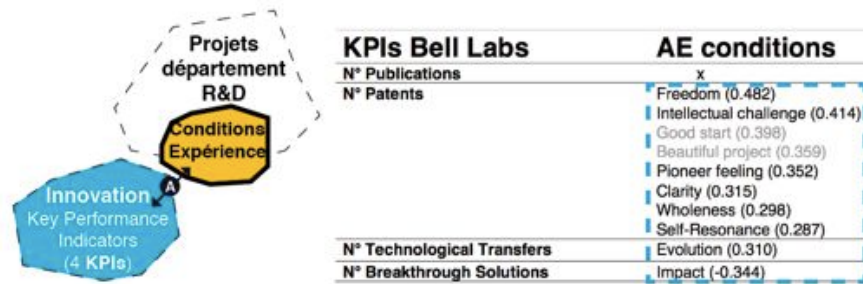 Projets
département
R&D
Conditions
Expérience
A
Innovation
Key Performance
Indicators
(4 KPIs)
KPIs Bell Labs AE conditions
N° Publications x
N° Patents Freedom (0.482)
Intellectual challenge (0.414)
Good start (0.398)
Beautiful project (0.359)
Pioneer feeling (0.352)
Clarity (0.315)
Wholeness (0.298)
Self-Resonance (0.287)
N° Technological Transfers Evolution (0.310)
N° Breakthrough Solutions Impact (-0.344)